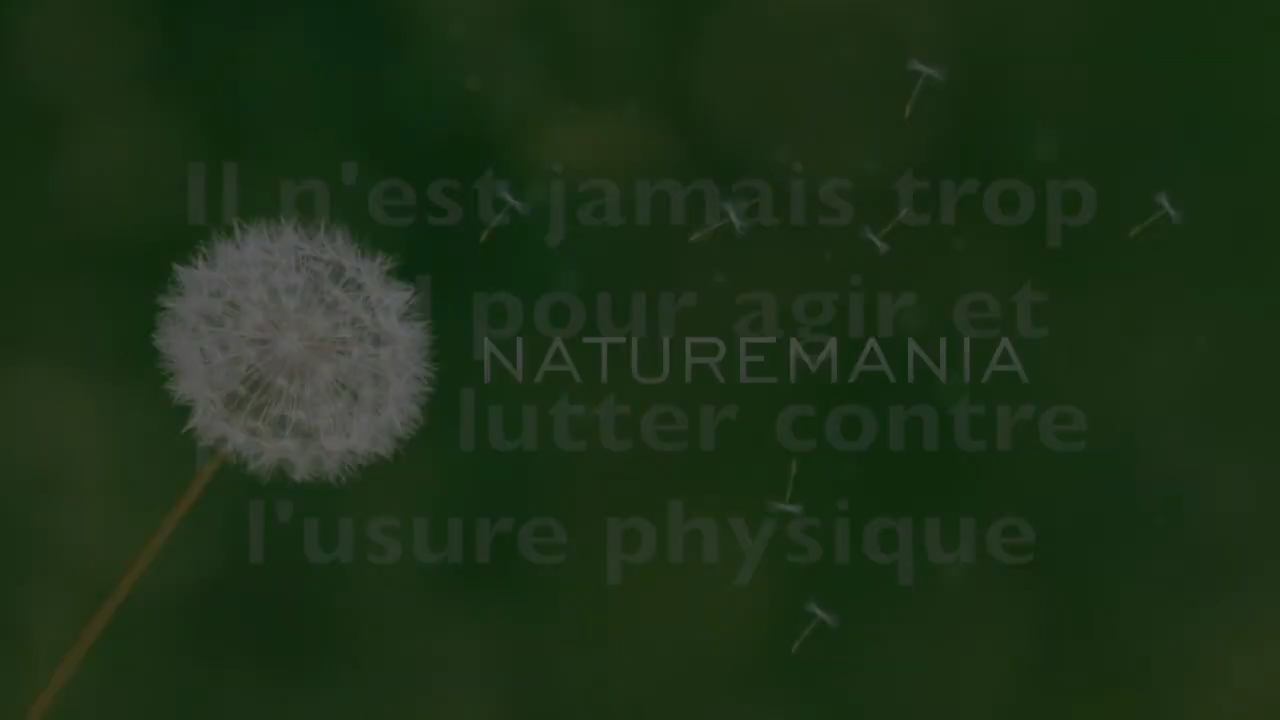 Il n'est jamais trop
pour agir et
NATUREMANIA
lutter contre
l'usure physique